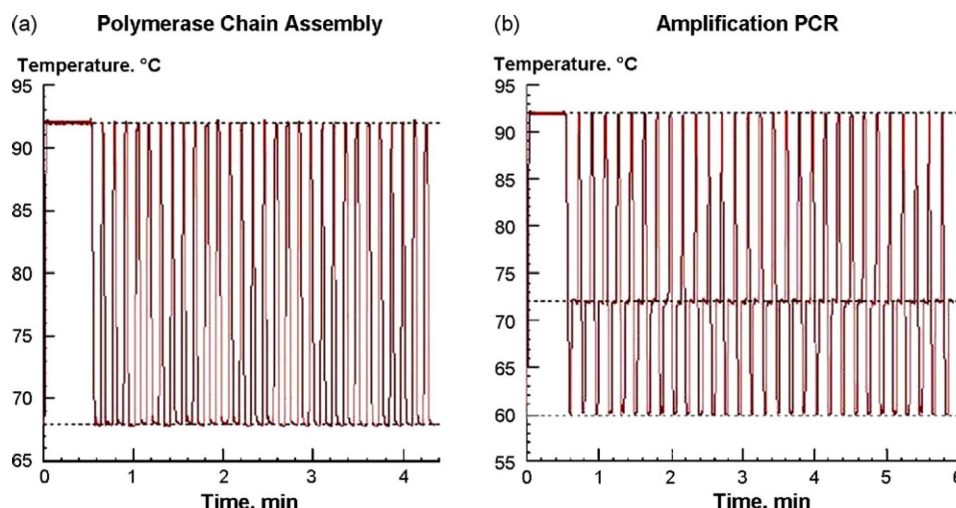 (a) Polymerase Chain Assembly
Temperature. °C
95
90
85
80
75
70
65
0 1 2 3 4
Time, min
(b) Amplification PCR
Temperature. °C
95
90
85
80
75
70
65
60
55
0 1 2 3 4 5 6
Time, min